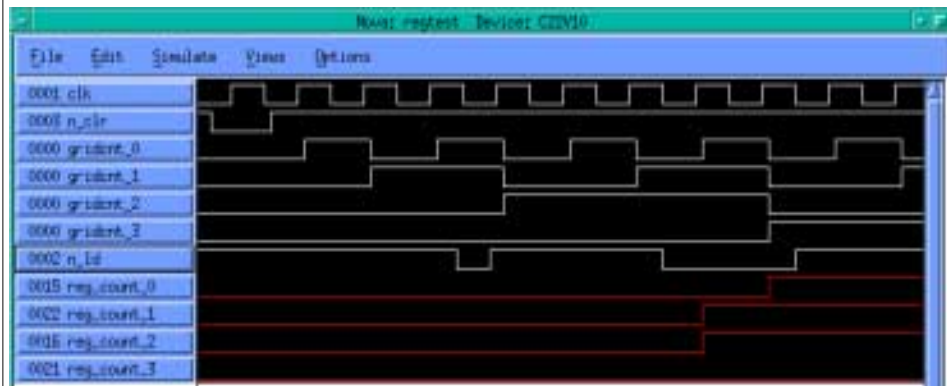 Novar regtest Device: C22V10
File Edit Simulate Views Options
0001 clk
0003 n_clr
0000 gridcnt_0
0000 gridcnt_1
0000 gridcnt_2
0000 gridcnt_3
0002 n_ld
0015 reg_count_0
0022 reg_count_1
0016 reg_count_2
0021 reg_count_3